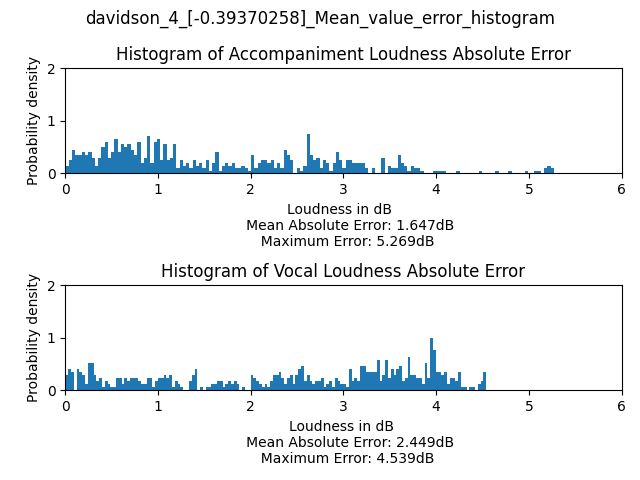 davidson_4_[-0.39370258]_Mean_value_error_histogram
Histogram of Accompaniment Loudness Absolute Error
Probability density
2
1
0
0 1 2 3 4 5 6
Loudness in dB
Mean Absolute Error: 1.647dB
Maximum Error: 5.269dB
Histogram of Vocal Loudness Absolute Error
Probability density
2
1
0
0 1 2 3 4 5 6
Loudness in dB
Mean Absolute Error: 2.449dB
Maximum Error: 4.539dB